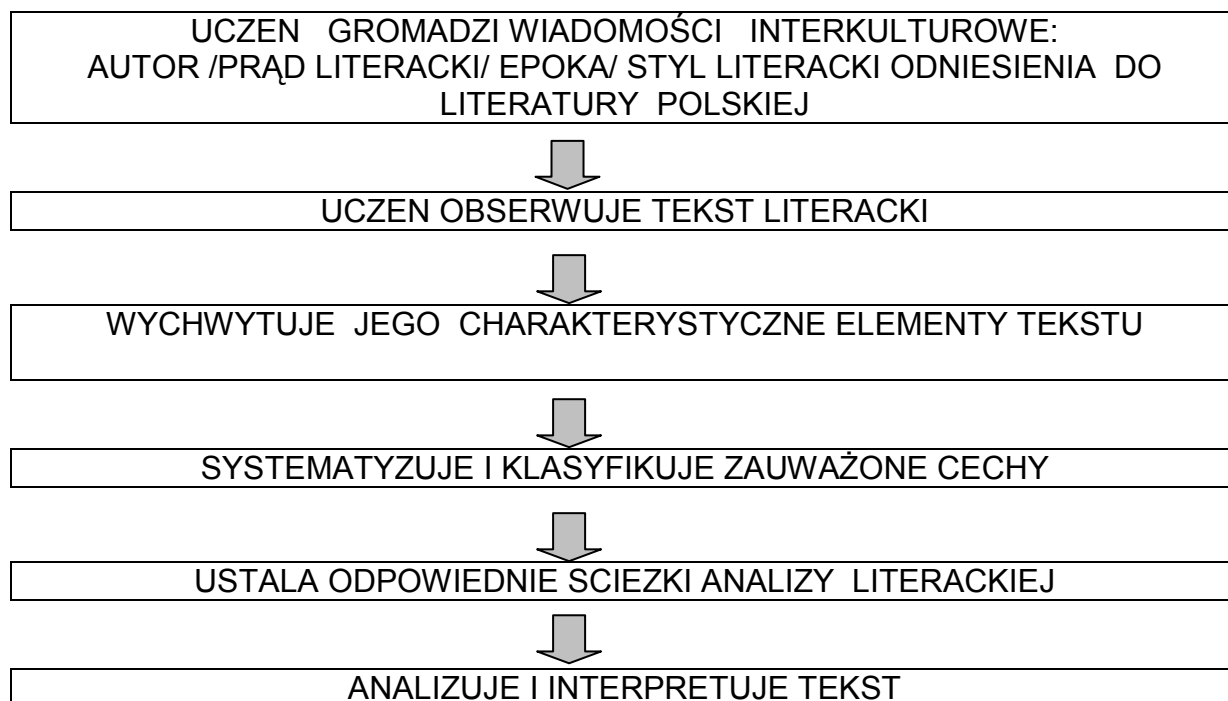 UCZEN GROMADZI WIADOMOŚCI INTERKULTUROWE:
AUTOR /PRĄD LITERACKI/ EPOKA/ STYL LITERACKI ODNIESIENIA DO
LITERATURY POLSKIEJ
UCZEN OBSERWUJE TEKST LITERACKI
WYCHWYTUJE JEGO CHARAKTERYSTYCZNE ELEMENTY TEKSTU
SYSTEMATYZUJE I KLASYFIKUJE ZAUWAŻONE CECHY
USTALA ODPOWIEDNIE SCIEZKI ANALIZY LITERACKIEJ
ANALIZUJE I INTERPRETUJE TEKST